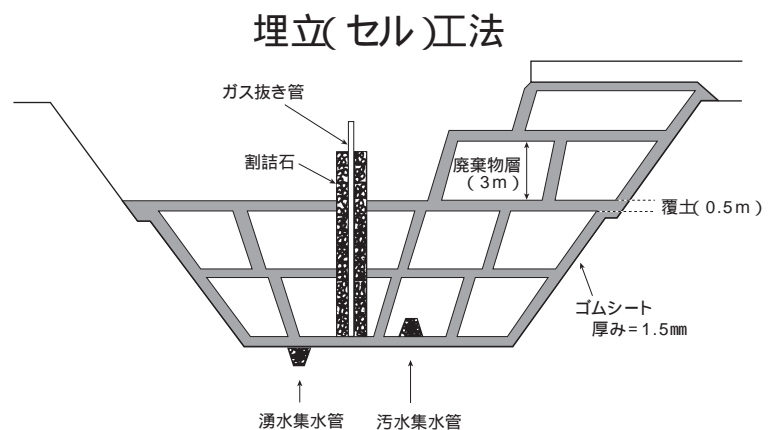 埋立(セル)工法
ガス抜き管
割詰石
廃棄物層
(3m)
覆土(0.5m)
ゴムシート
厚み=1.5㎜
湧水集水管
汚水集水管